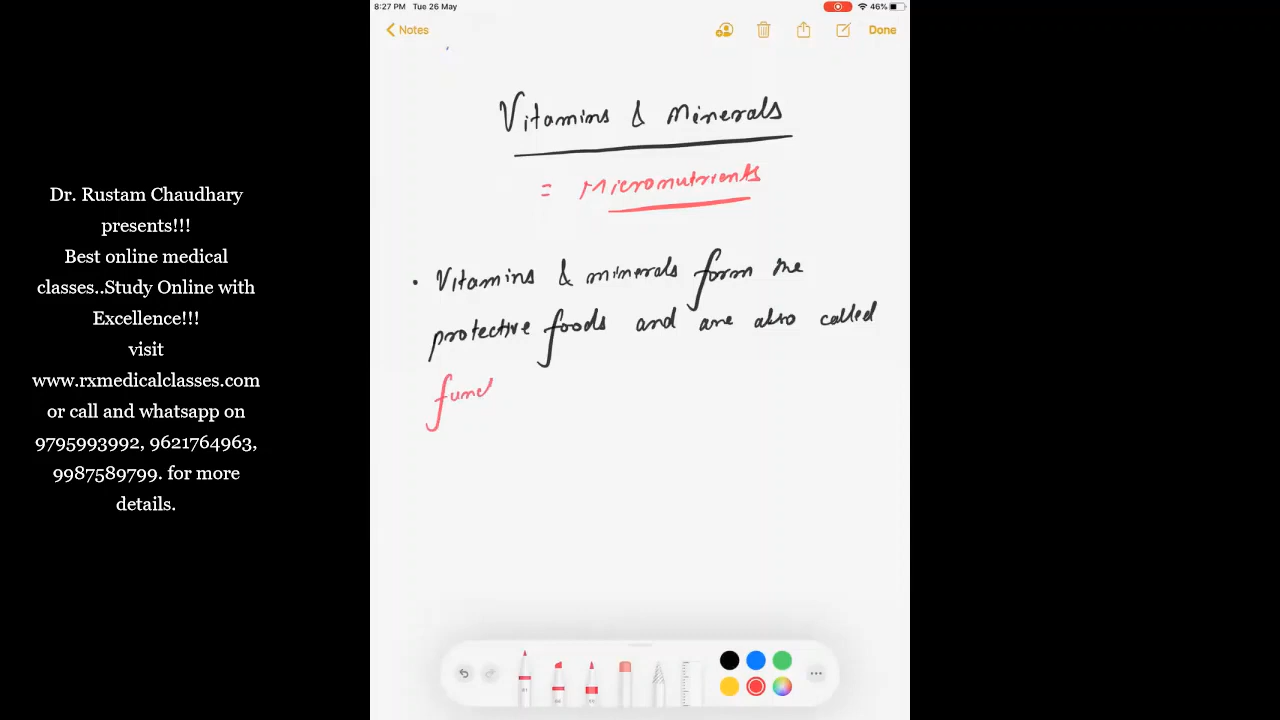 8:27 PM Tue 26 May
46%
Notes
Done
Vitamins & Minerals
= Micronutrients
• Vitamins & minerals form the
protective foods and are also called
func
Dr. Rustam Chaudhary
presents!!!
Best online medical
classes..Study Online with
Excellence!!!
visit
www.rxmedicalclasses.com
or call and whatsapp on
9795993992, 9621764963,
9987589799. for more
details.